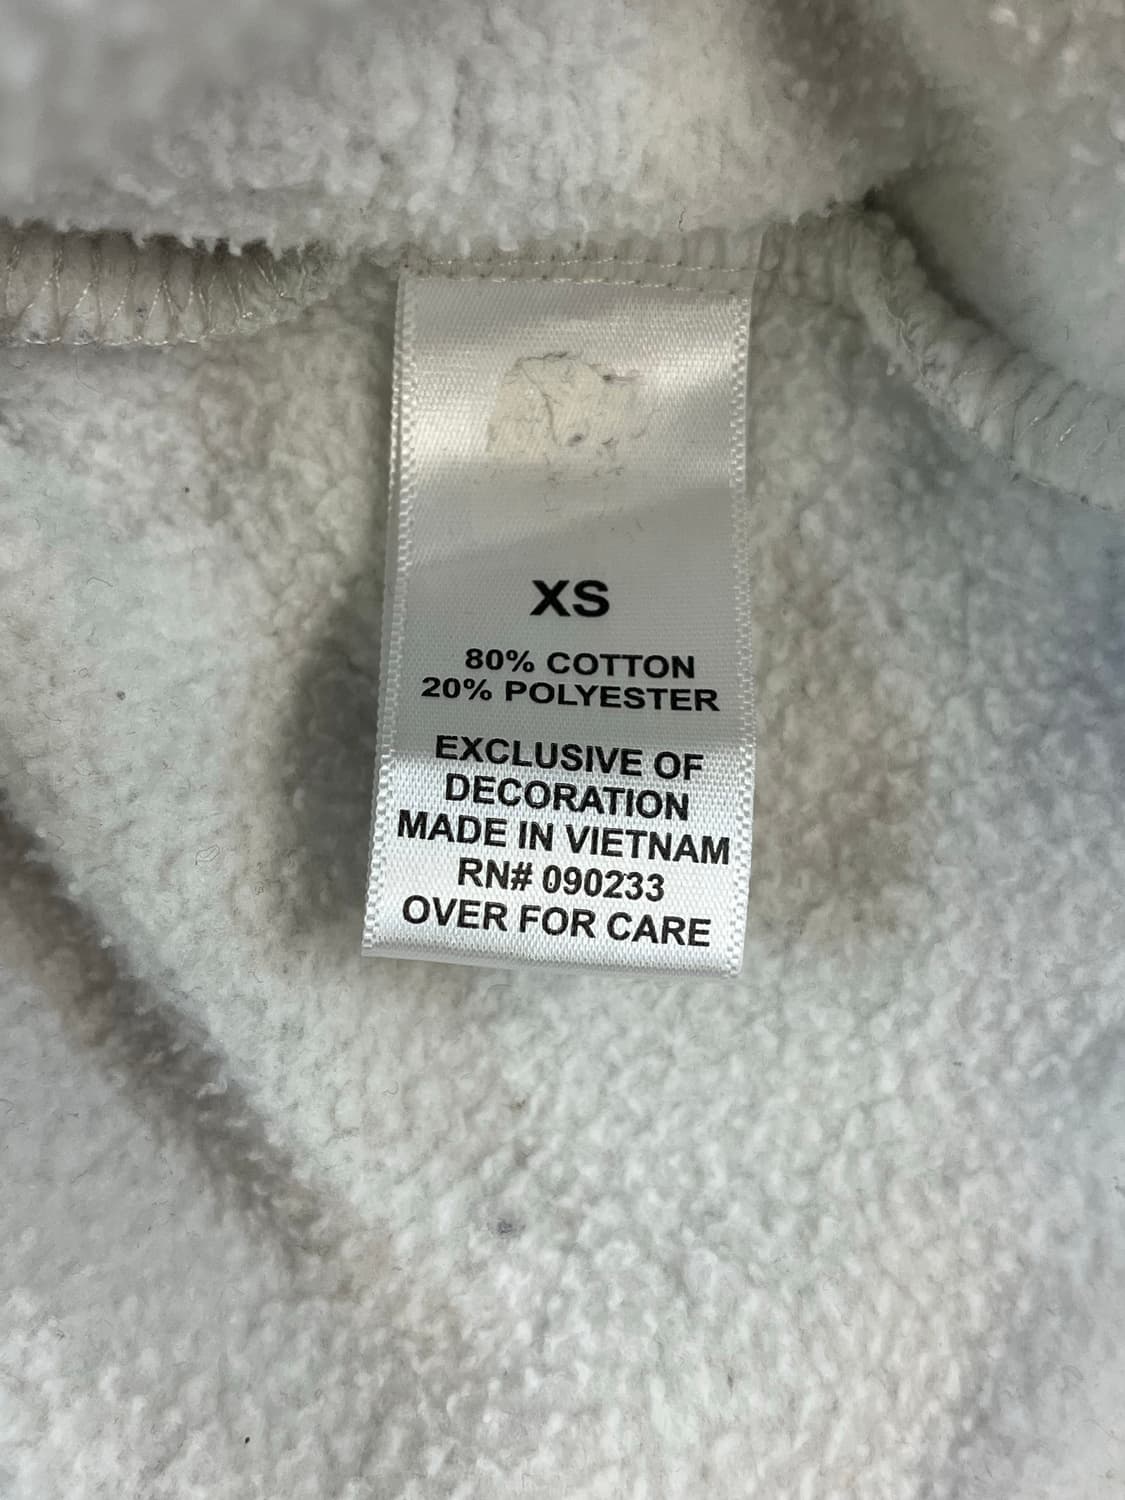 XS
80% COTTON
20% POLYESTER
EXCLUSIVE OF
DECORATION
MADE IN VIETNAM
RN# 090233
OVER FOR CARE